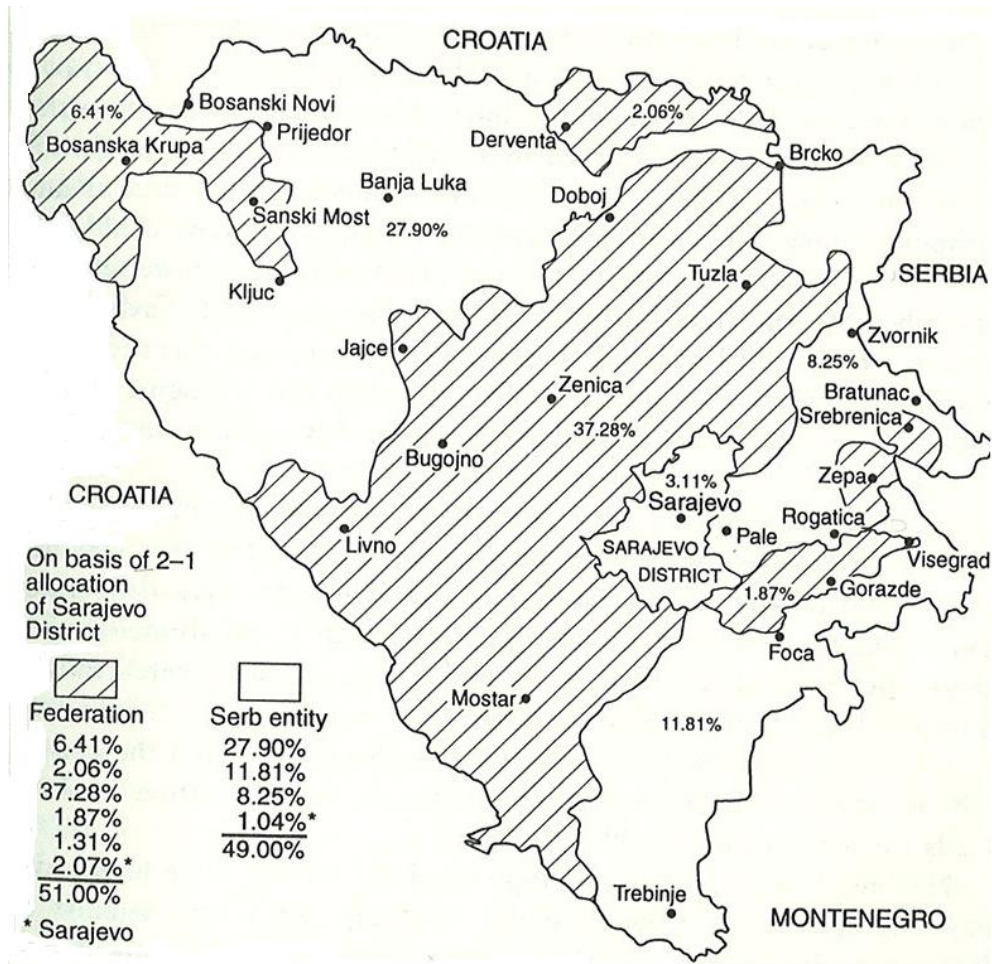 CROATIA
6.41%
Bosanski Novi
Prijedor
Bosanska Krupa
2.06%
Derventa
Brcko
Banja Luka
Sanski Most
27.90%
Doboj
Kljuc
Tuzla
SERBIA
Jajce
Zvornik
8.25%
Zenica
Bratunac
Srebrenica
37.28%
Bugojno
3.11%
Sarajevo
Zepa
CROATIA
Livno
SARAJEVO
DISTRICT
Pale
Rogatica
Visegrad
1.87%
Gorazde
Foca
Mostar
11.81%
Trebinje
MONTENEGRO
On basis of 2–1
allocation
of Sarajevo
District
Federation
6.41%
2.06%
37.28%
1.87%
1.31%
2.07%*
51.00%
Serb entity
27.90%
11.81%
8.25%
1.04%*
49.00%
* Sarajevo